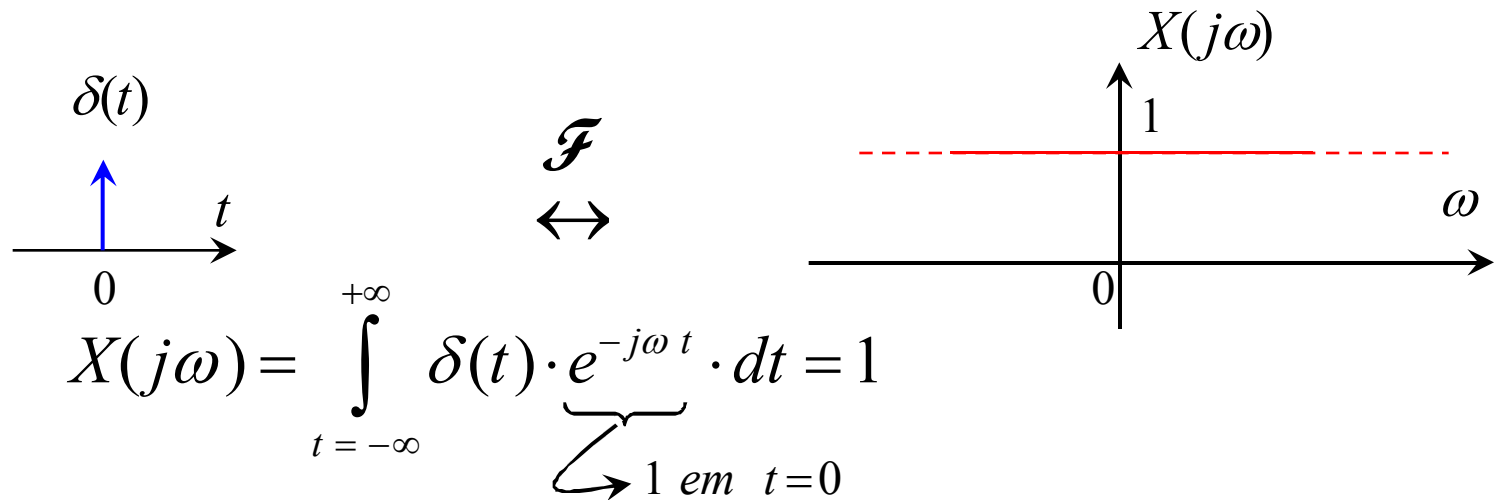 δ(t)
t
0
ℱ
↔
X(jω)
1
ω
0
X(jω) = ∫_{t = −∞}^{+∞} δ(t) · e^{−jω t} · dt = 1
1 em t = 0